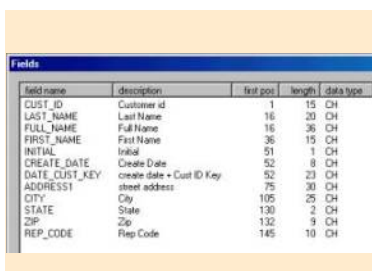 Fields
field name description first pos length data type
CUST_ID Customer id 1 15 CH
LAST_NAME Last Name 16 20 CH
FULL_NAME Full Name 16 36 CH
FIRST_NAME First Name 36 15 CH
INITIAL Initial 51 1 CH
CREATE_DATE Create Date 52 8 CH
DATE_CUST_KEY create date + Cust ID Key 52 23 CH
ADDRESS1 street address 75 30 CH
CITY City 105 25 CH
STATE State 130 2 CH
ZIP Zip 132 9 CH
REP_CODE Rep Code 145 10 CH